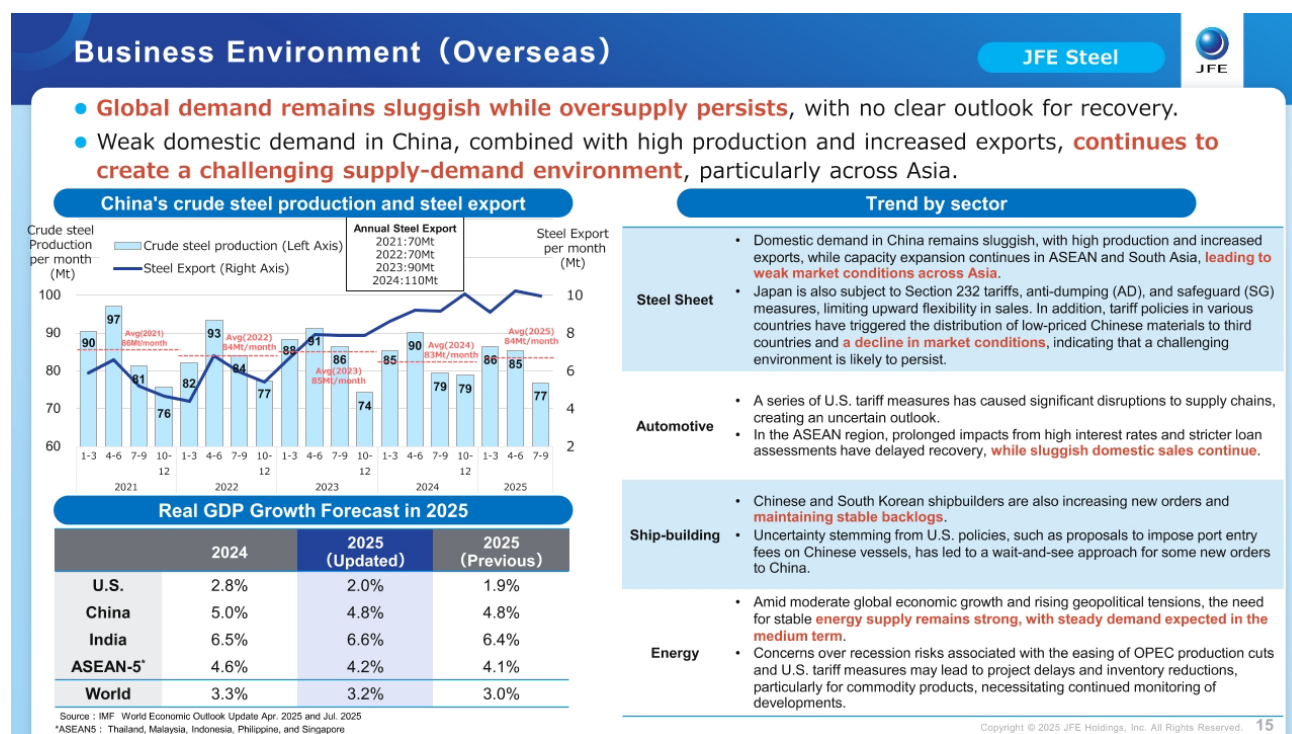 Business Environment（Overseas）
JFE Steel
JFE
● Global demand remains sluggish while oversupply persists, with no clear outlook for recovery.
● Weak domestic demand in China, combined with high production and increased exports, continues to
create a challenging supply-demand environment, particularly across Asia.
China's crude steel production and steel export
Crude steel
Production
per month
(Mt)
Crude steel production (Left Axis)
Steel Export (Right Axis)
Annual Steel Export
2021:70Mt
2022:70Mt
2023:90Mt
2024:110Mt
Steel Export
per month
(Mt)
100
90
80
70
60
10
8
6
4
2
Avg(2021)
86Mt/month
Avg(2022)
84Mt/month
Avg(2023)
85Mt/month
Avg(2024)
83Mt/month
Avg(2025)
84Mt/month
90 97 81 76 82 93 84 77 88 91 86 74 85 90 79 79 86 85 77
1-3 4-6 7-9 10-12 1-3 4-6 7-9 10-12 1-3 4-6 7-9 10-12 1-3 4-6 7-9 10-12 1-3 4-6 7-9
2021 2022 2023 2024 2025
Real GDP Growth Forecast in 2025
2024 2025（Updated） 2025（Previous）
U.S. 2.8% 2.0% 1.9%
China 5.0% 4.8% 4.8%
India 6.5% 6.6% 6.4%
ASEAN-5* 4.6% 4.2% 4.1%
World 3.3% 3.2% 3.0%
Source：IMF World Economic Outlook Update Apr. 2025 and Jul. 2025
*ASEAN5： Thailand, Malaysia, Indonesia, Philippine, and Singapore
Trend by sector
Steel Sheet
• Domestic demand in China remains sluggish, with high production and increased
exports, while capacity expansion continues in ASEAN and South Asia, leading to
weak market conditions across Asia.
• Japan is also subject to Section 232 tariffs, anti-dumping (AD), and safeguard (SG)
measures, limiting upward flexibility in sales. In addition, tariff policies in various
countries have triggered the distribution of low-priced Chinese materials to third
countries and a decline in market conditions, indicating that a challenging
environment is likely to persist.
Automotive
• A series of U.S. tariff measures has caused significant disruptions to supply chains,
creating an uncertain outlook.
• In the ASEAN region, prolonged impacts from high interest rates and stricter loan
assessments have delayed recovery, while sluggish domestic sales continue.
Ship-building
• Chinese and South Korean shipbuilders are also increasing new orders and
maintaining stable backlogs.
• Uncertainty stemming from U.S. policies, such as proposals to impose port entry
fees on Chinese vessels, has led to a wait-and-see approach for some new orders
to China.
Energy
• Amid moderate global economic growth and rising geopolitical tensions, the need
for stable energy supply remains strong, with steady demand expected in the
medium term.
• Concerns over recession risks associated with the easing of OPEC production cuts
and U.S. tariff measures may lead to project delays and inventory reductions,
particularly for commodity products, necessitating continued monitoring of
developments.
Copyright © 2025 JFE Holdings, Inc. All Rights Reserved. 15